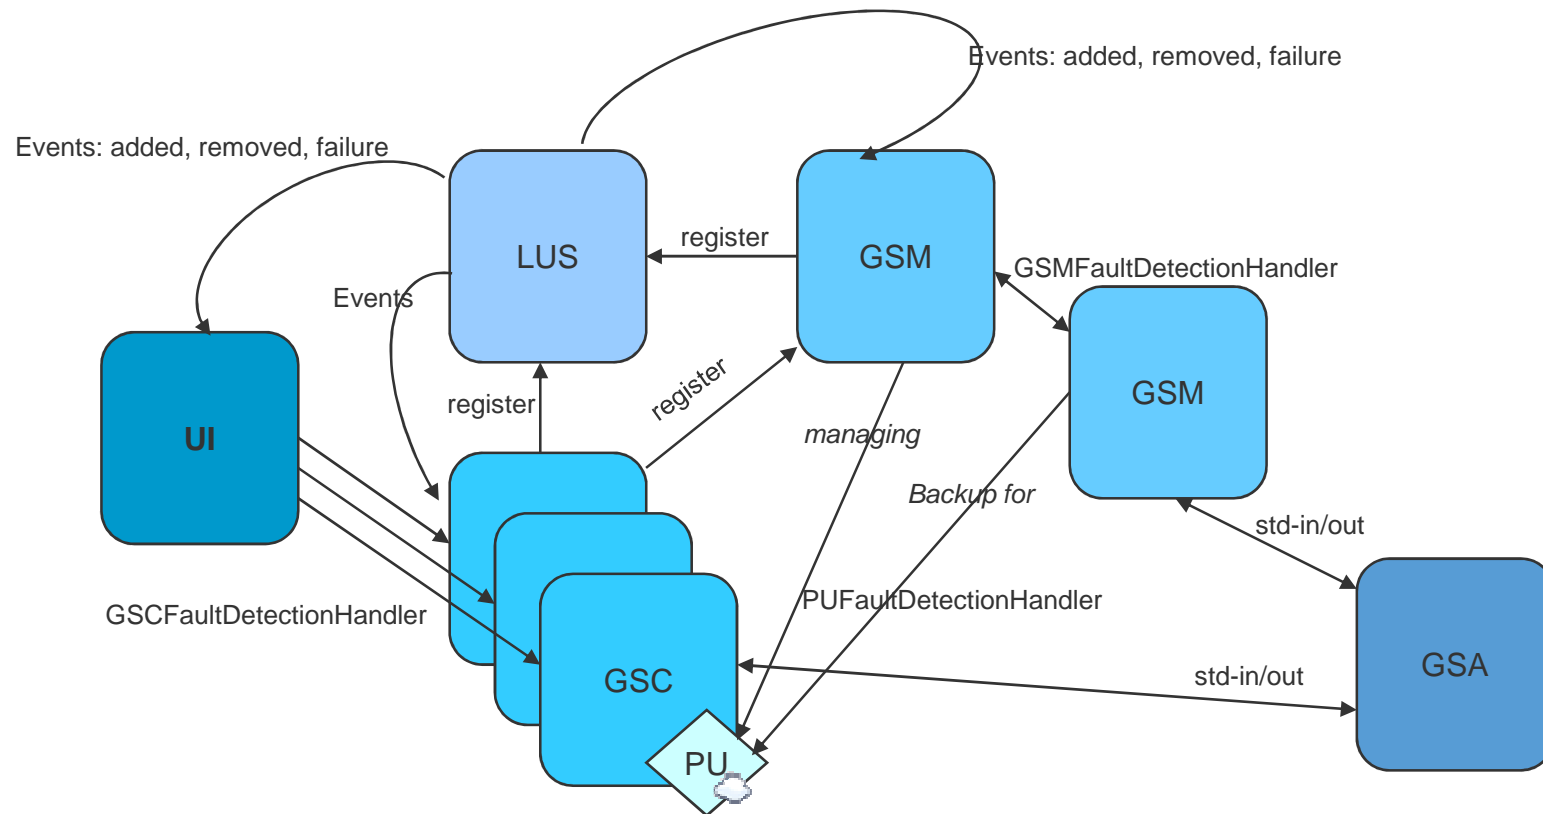 Events: added, removed, failure
Events: added, removed, failure
LUS
register
GSM
GSMFaultDetectionHandler
Events
UI
register
register
managing
GSM
Backup for
std-in/out
GSCFaultDetectionHandler
PUFaultDetectionHandler
GSC
std-in/out
GSA
PU